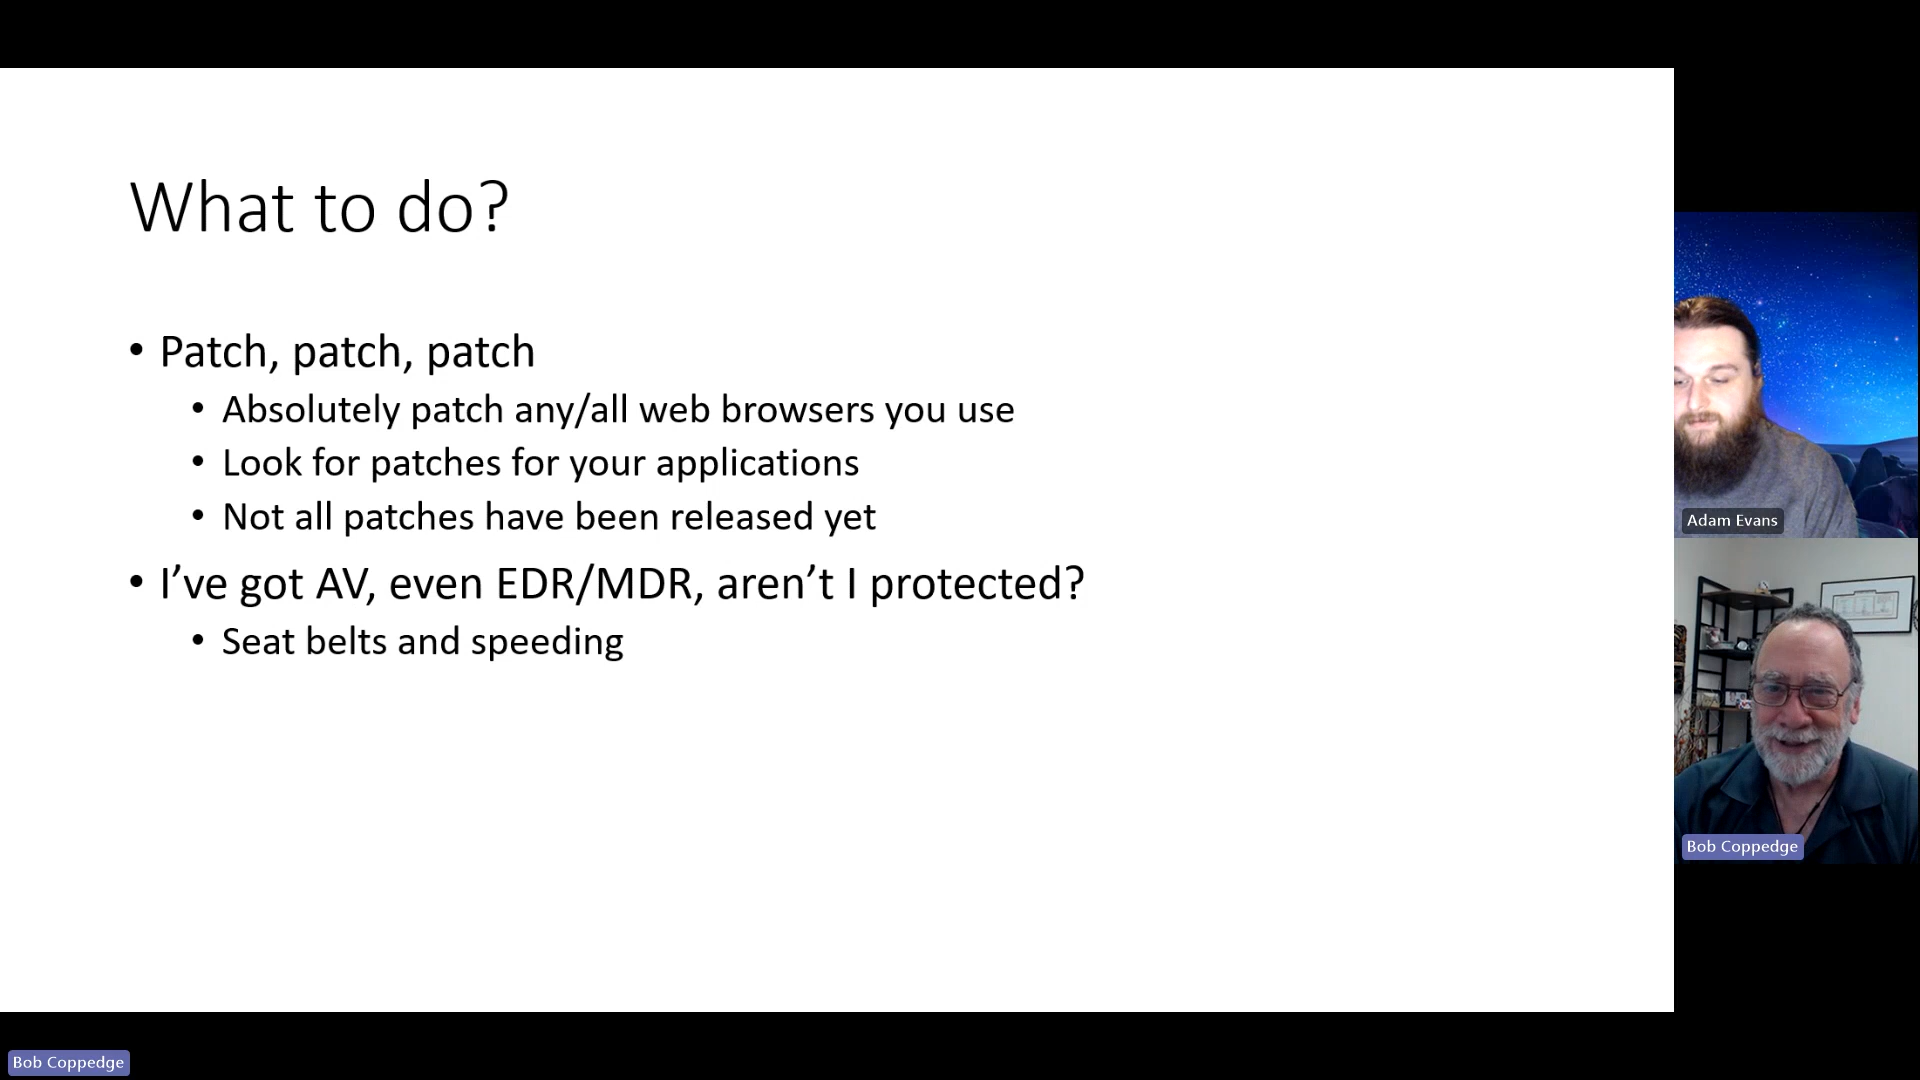 What to do?
• Patch, patch, patch
• Absolutely patch any/all web browsers you use
• Look for patches for your applications
• Not all patches have been released yet
• I’ve got AV, even EDR/MDR, aren’t I protected?
• Seat belts and speeding
Adam Evans
Bob Coppedge
Bob Coppedge